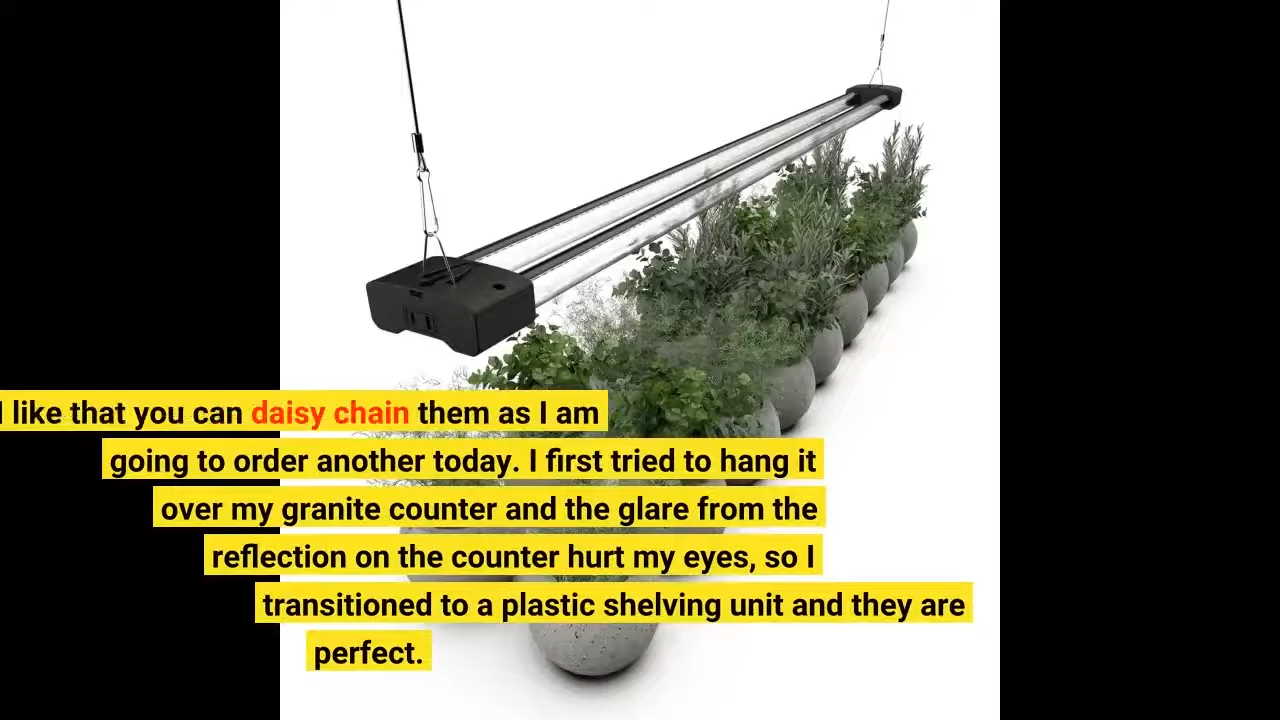 I like that you can daisy chain them as I am
going to order another today. I first tried to hang it
over my granite counter and the glare from the
reflection on the counter hurt my eyes, so I
transitioned to a plastic shelving unit and they are
perfect.